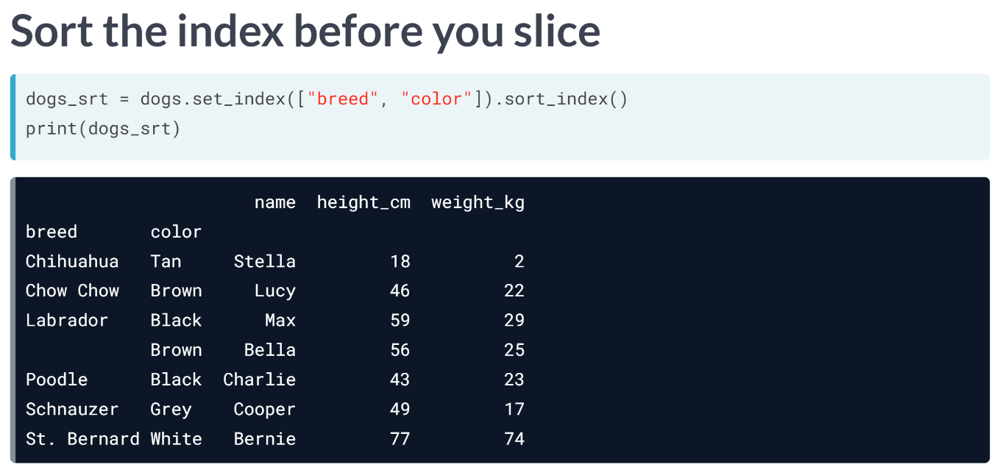 Sort the index before you slice
dogs_srt = dogs.set_index(["breed", "color"]).sort_index()
print(dogs_srt)
                      name  height_cm  weight_kg
breed       color
Chihuahua   Tan     Stella         18          2
Chow Chow   Brown     Lucy         46         22
Labrador    Black      Max         59         29
            Brown    Bella         56         25
Poodle      Black  Charlie         43         23
Schnauzer   Grey    Cooper         49         17
St. Bernard White   Bernie         77         74